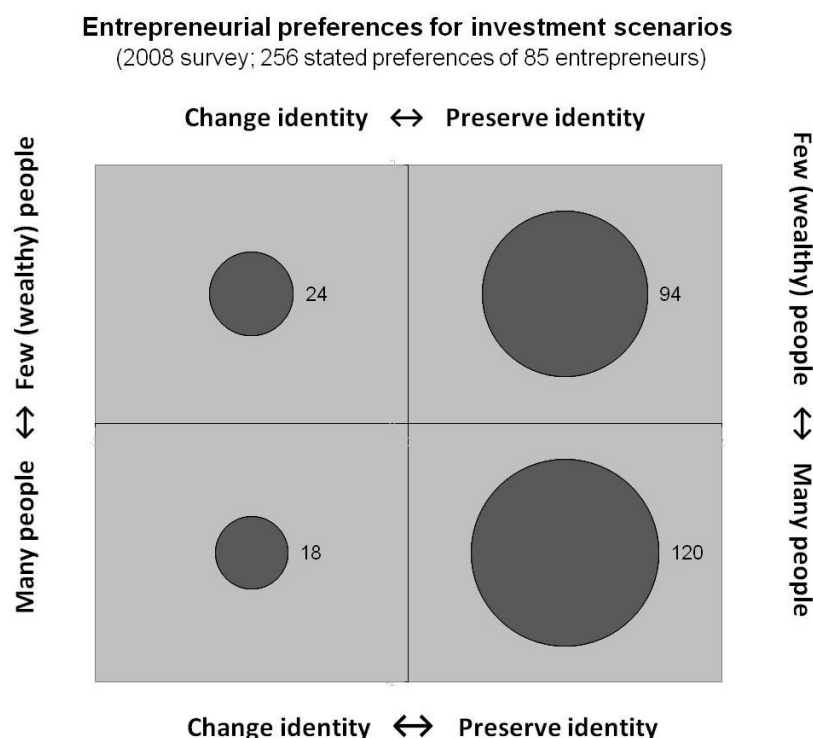 Entrepreneurial preferences for investment scenarios
(2008 survey; 256 stated preferences of 85 entrepreneurs)
Change identity ↔ Preserve identity
Many people ↔ Few (wealthy) people
Few (wealthy) people ↔ Many people
24
94
18
120
Change identity ↔ Preserve identity